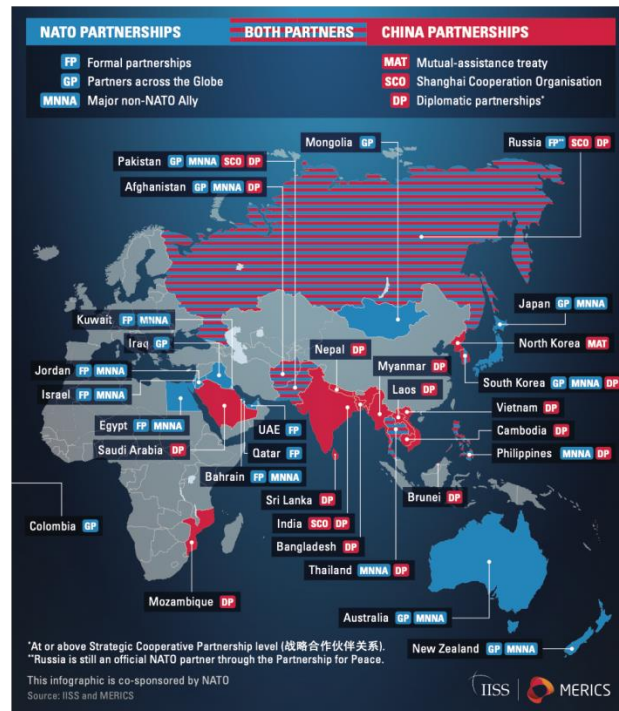 NATO PARTNERSHIPS
BOTH PARTNERS
CHINA PARTNERSHIPS
FP Formal partnerships
GP Partners across the Globe
MNNA Major non-NATO Ally
MAT Mutual-assistance treaty
SCO Shanghai Cooperation Organisation
DP Diplomatic partnerships*
Mongolia GP
Russia FP** SCO DP
Pakistan GP MNNA SCO DP
Afghanistan GP MNNA DP
Japan GP MNNA
Kuwait FP MNNA
Iraq GP
North Korea MAT
Nepal DP
Myanmar DP
Laos DP
South Korea GP MNNA DP
Jordan FP MNNA
Israel FP MNNA
Vietnam DP
Egypt FP MNNA
UAE FP
Cambodia DP
Saudi Arabia DP
Qatar FP
Philippines MNNA DP
Bahrain FP MNNA
Sri Lanka DP
Brunei DP
Colombia GP
India SCO DP
Bangladesh DP
Thailand MNNA DP
Mozambique DP
Australia GP MNNA
New Zealand GP MNNA
*At or above Strategic Cooperative Partnership level (战略合作伙伴关系).
**Russia is still an official NATO partner through the Partnership for Peace.
This infographic is co-sponsored by NATO
Source: IISS and MERICS
IISS
MERICS